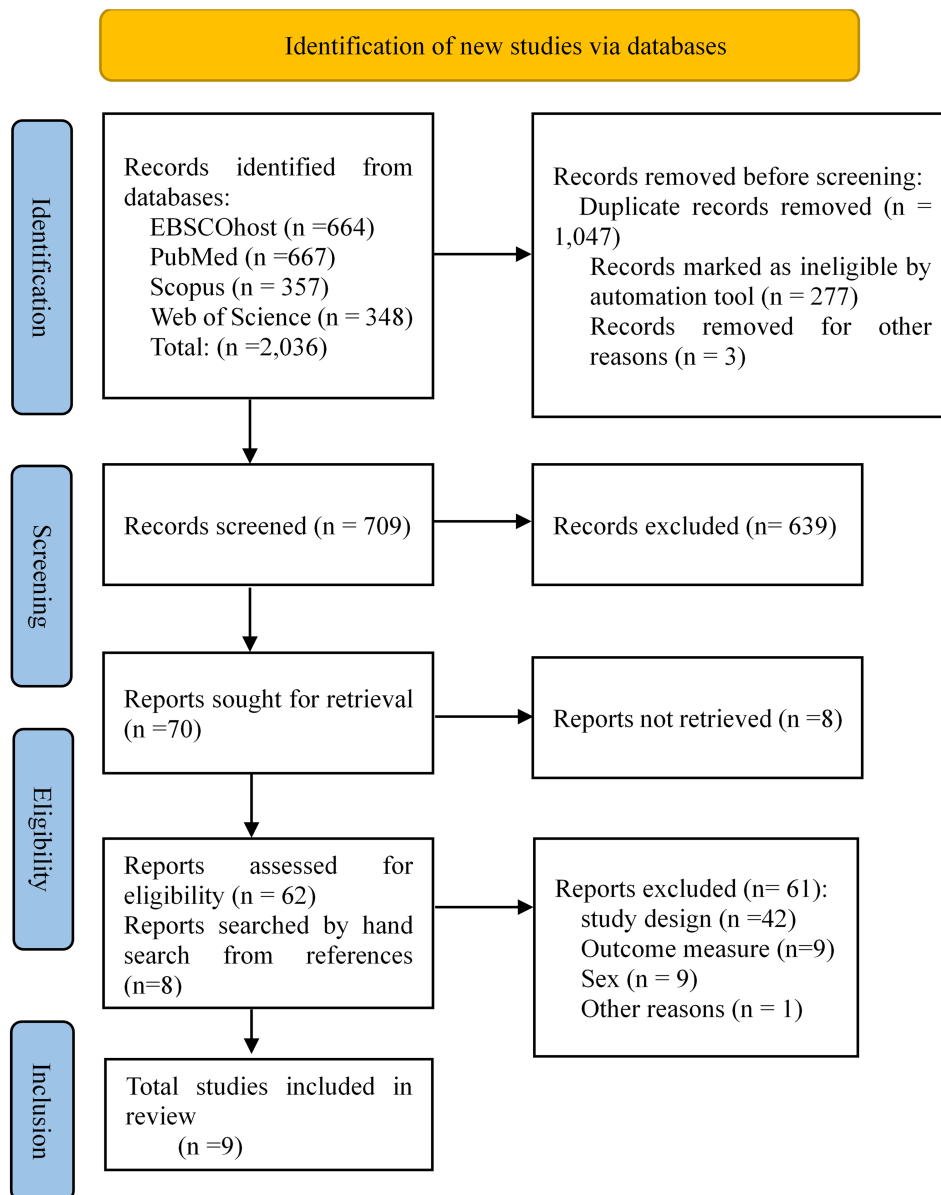 Identification of new studies via databases
Identification
Records identified from
databases:
EBSCOhost (n =664)
PubMed (n =667)
Scopus (n = 357)
Web of Science (n = 348)
Total: (n =2,036)
Records removed before screening:
Duplicate records removed (n =
1,047)
Records marked as ineligible by
automation tool (n = 277)
Records removed for other
reasons (n = 3)
Screening
Records screened (n = 709)
Records excluded (n= 639)
Reports sought for retrieval
(n =70)
Reports not retrieved (n =8)
Eligibility
Reports assessed for
eligibility (n = 62)
Reports searched by hand
search from references
(n=8)
Reports excluded (n= 61):
study design (n =42)
Outcome measure (n=9)
Sex (n = 9)
Other reasons (n = 1)
Inclusion
Total studies included in
review
(n =9)